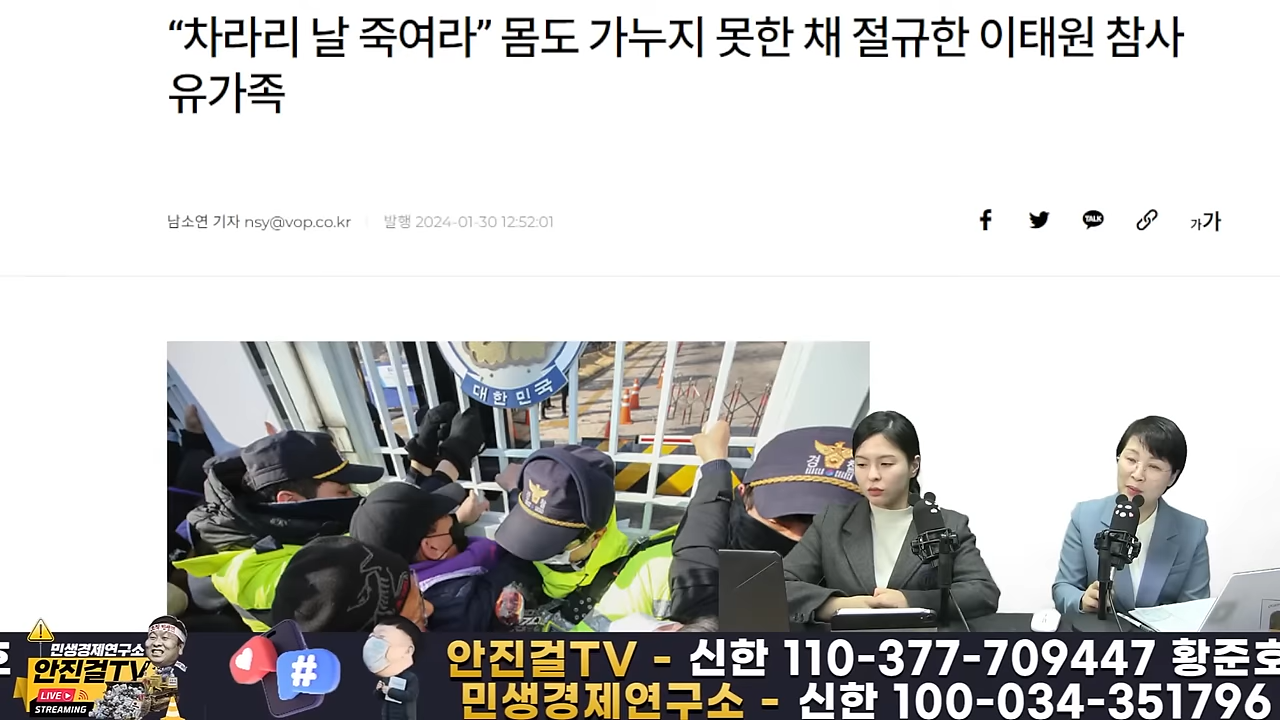 “차라리 날 죽여라” 몸도 가누지 못한 채 절규한 이태원 참사
유가족
남소연 기자 nsy@vop.co.kr
발행 2024-01-30 12:52:01
TALK
가가
대한민국
경찰
민생경제연구소
안진걸TV
LIVE
STREAMING
#
안진걸TV - 신한 110-377-709447 황준호
민생경제연구소 - 신한 100-034-351796